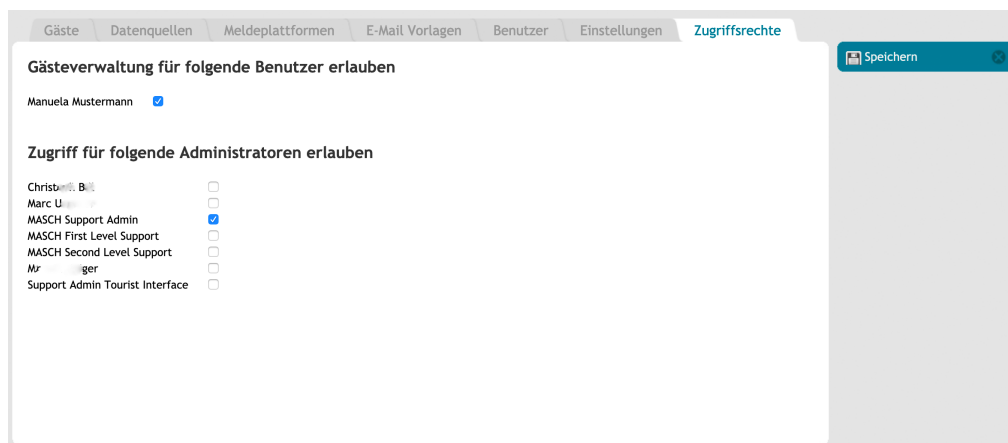 Gäste Datenquellen Meldeplattformen E-Mail Vorlagen Benutzer Einstellungen Zugriffsrechte
Speichern
Gästeverwaltung für folgende Benutzer erlauben
Manuela Mustermann
Zugriff für folgende Administratoren erlauben
Marc
MASCH Support Admin
MASCH First Level Support
MASCH Second Level Support
Support Admin Tourist Interface